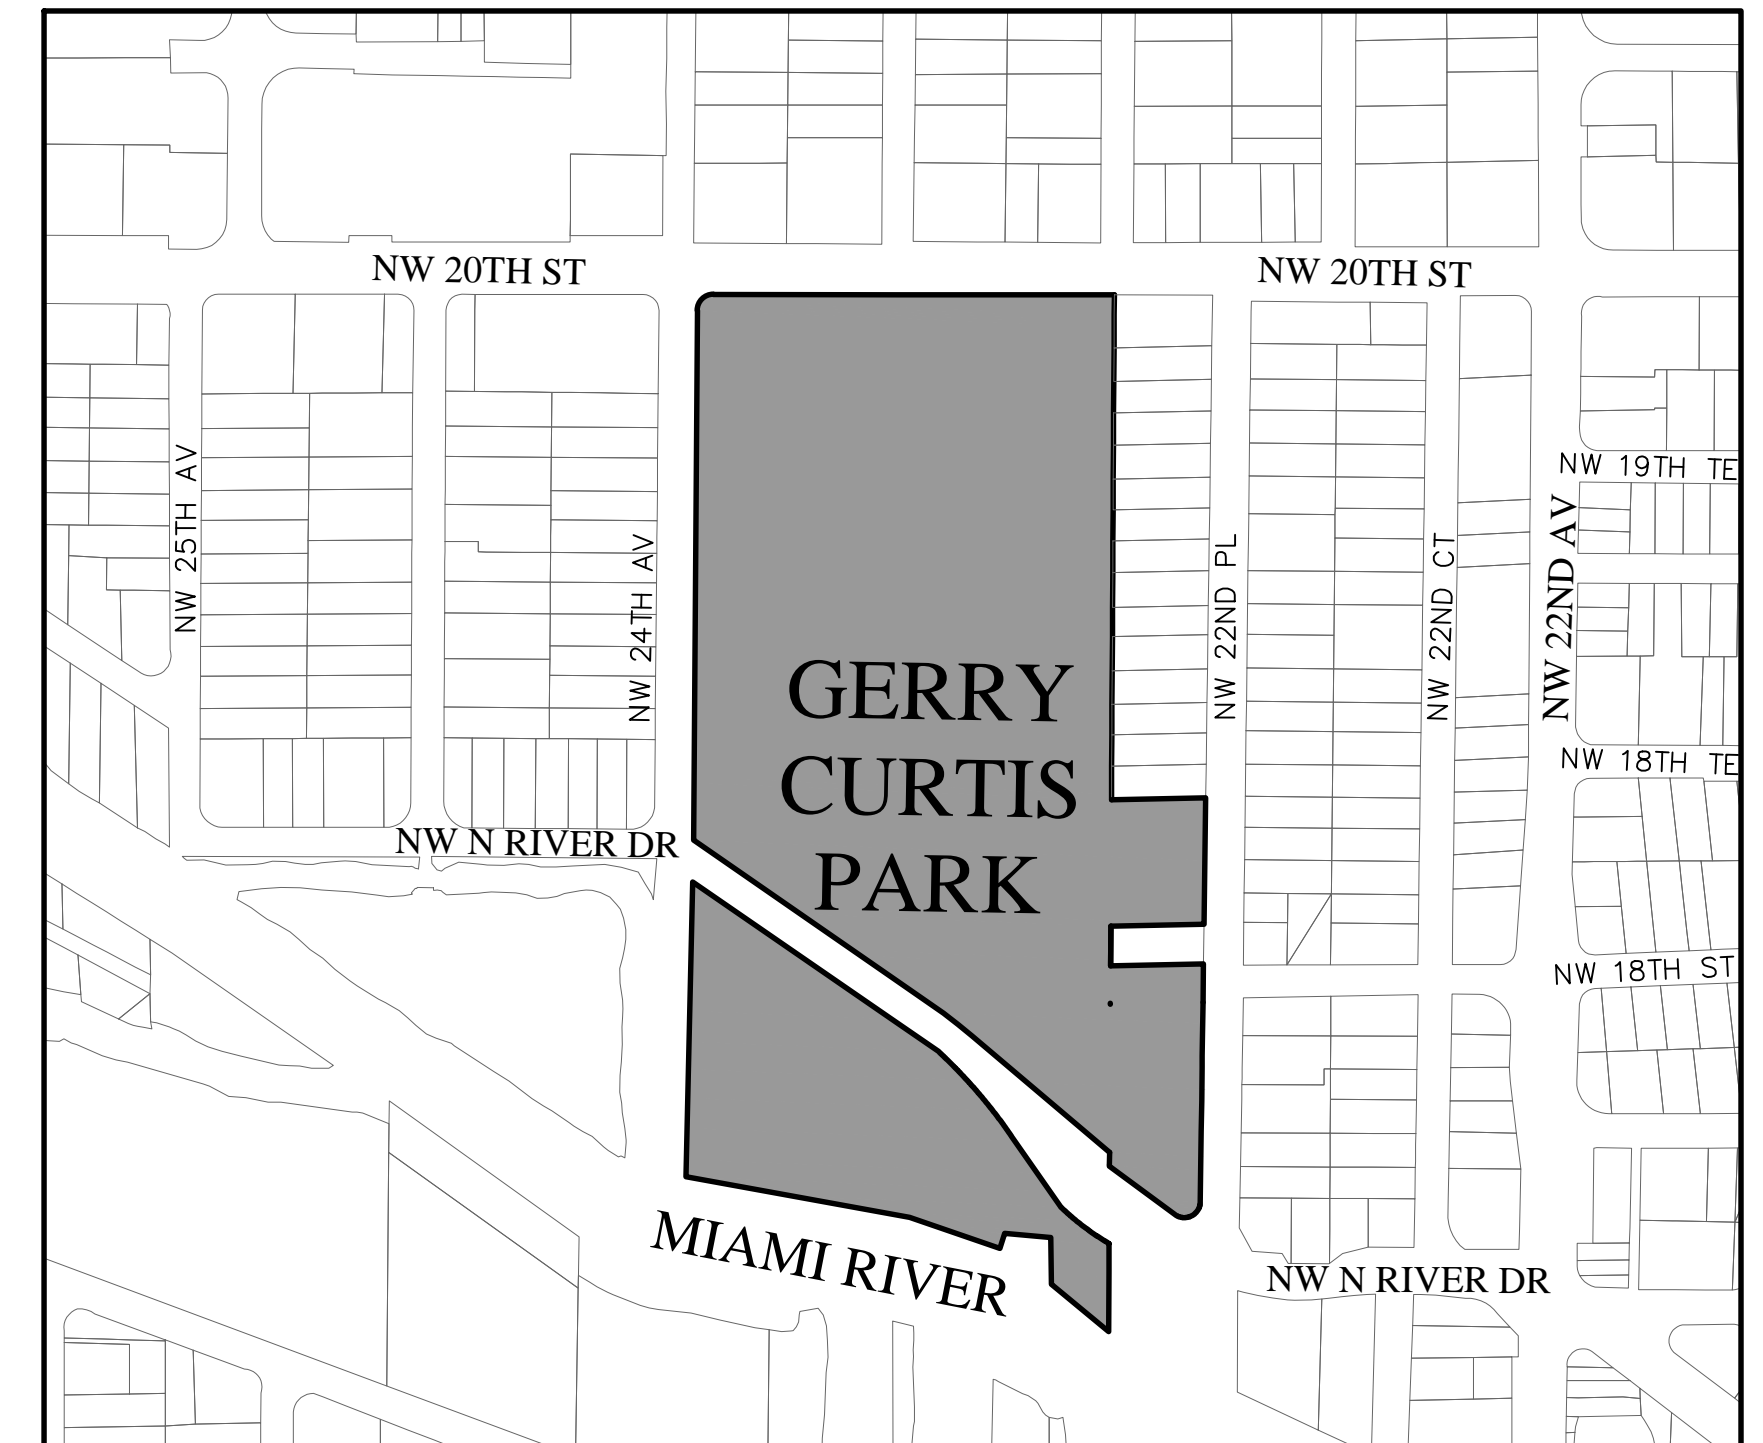 NW 20TH ST
NW 20TH ST
NW 19TH TE
NW 25TH AV
NW 24TH AV
NW 22ND PL
NW 22ND CT
NW 22ND AV
GERRY
CURTIS
PARK
NW 18TH TE
NW N RIVER DR
NW 18TH ST
MIAMI RIVER
NW N RIVER DR